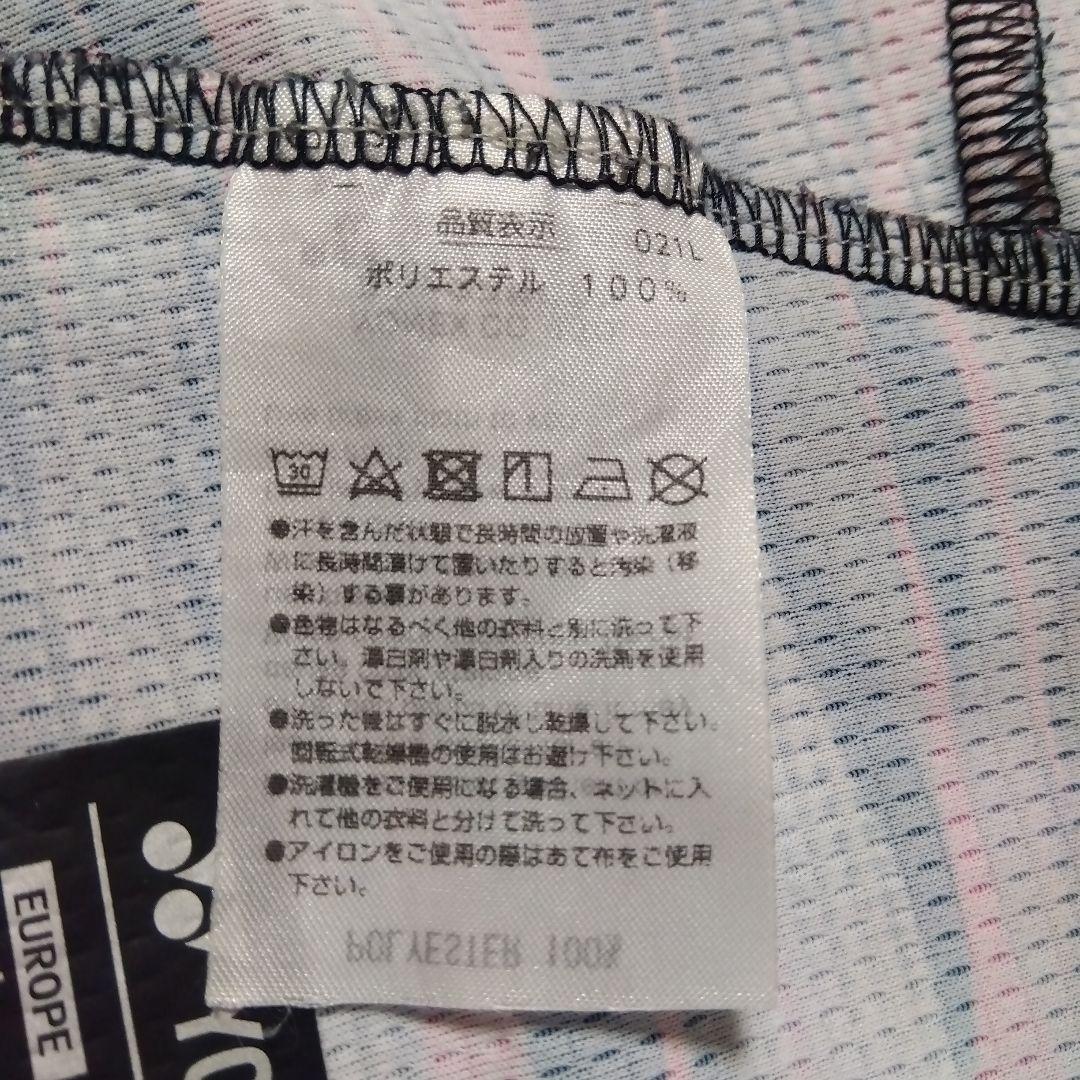 品質表示 021L
ポリエステル 100%
30
●汗を含んだ状態で長時間の放置や洗濯液
に長時間漬けて置いたりすると汚染（移
染）する事があります。
●色物はなるべく他の衣料と別に洗って下
さい。漂白剤や漂白剤入りの洗剤を使用
しないで下さい。
●洗った後はすぐに脱水し乾燥して下さい。
回転式乾燥機の使用はお避け下さい。
●洗濯機をご使用になる場合、ネットに入
れて他の衣料と分けて洗って下さい。
●アイロンをご使用の際はあて布をご使用
下さい。
POLYESTER 100%
EUROPE
YO